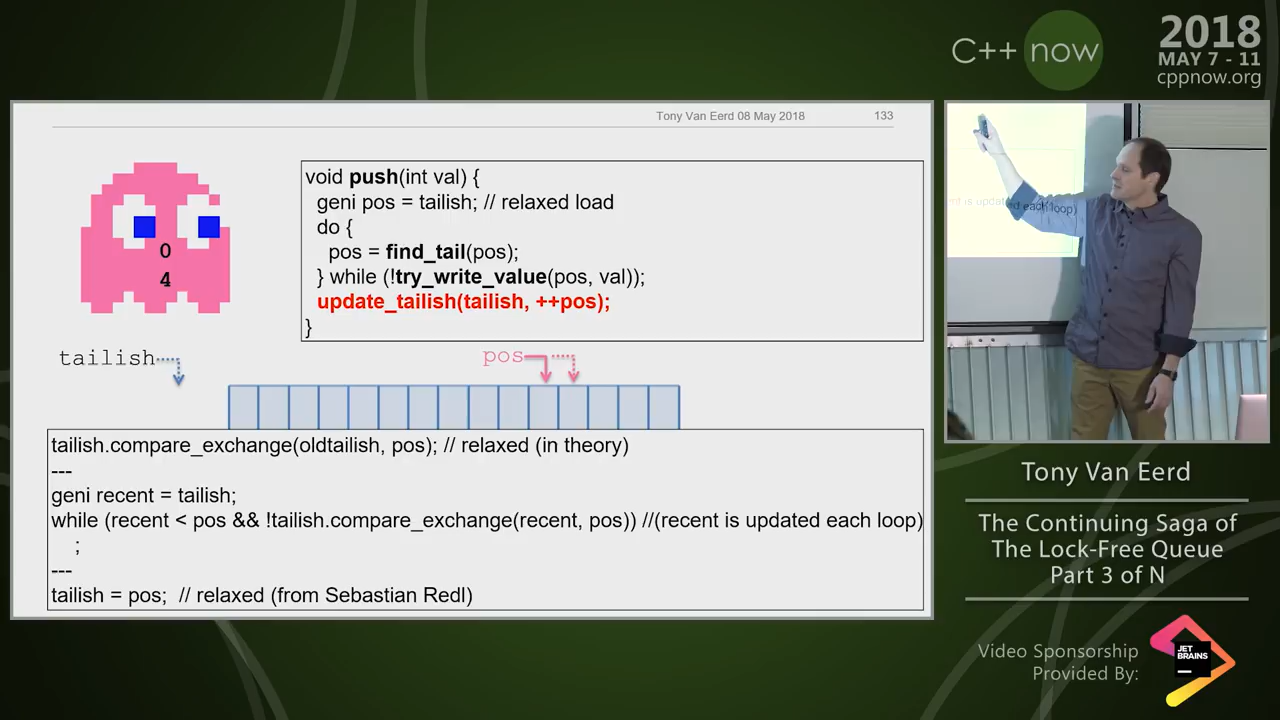 C++ now
2018
MAY 7 - 11
cppnow.org
Tony Van Eerd 08 May 2018
133
void push(int val) {
geni pos = tailish; // relaxed load
do {
pos = find_tail(pos);
} while (!try_write_value(pos, val));
update_tailish(tailish, ++pos);
}
0
4
tailish
pos
tailish.compare_exchange(oldtailish, pos); // relaxed (in theory)
---
geni recent = tailish;
while (recent < pos && !tailish.compare_exchange(recent, pos)) //(recent is updated each loop)
;
---
tailish = pos; // relaxed (from Sebastian Redl)
each loop)
Tony Van Eerd
The Continuing Saga of
The Lock-Free Queue
Part 3 of N
Video Sponsorship
Provided By:
JET
BRAINS